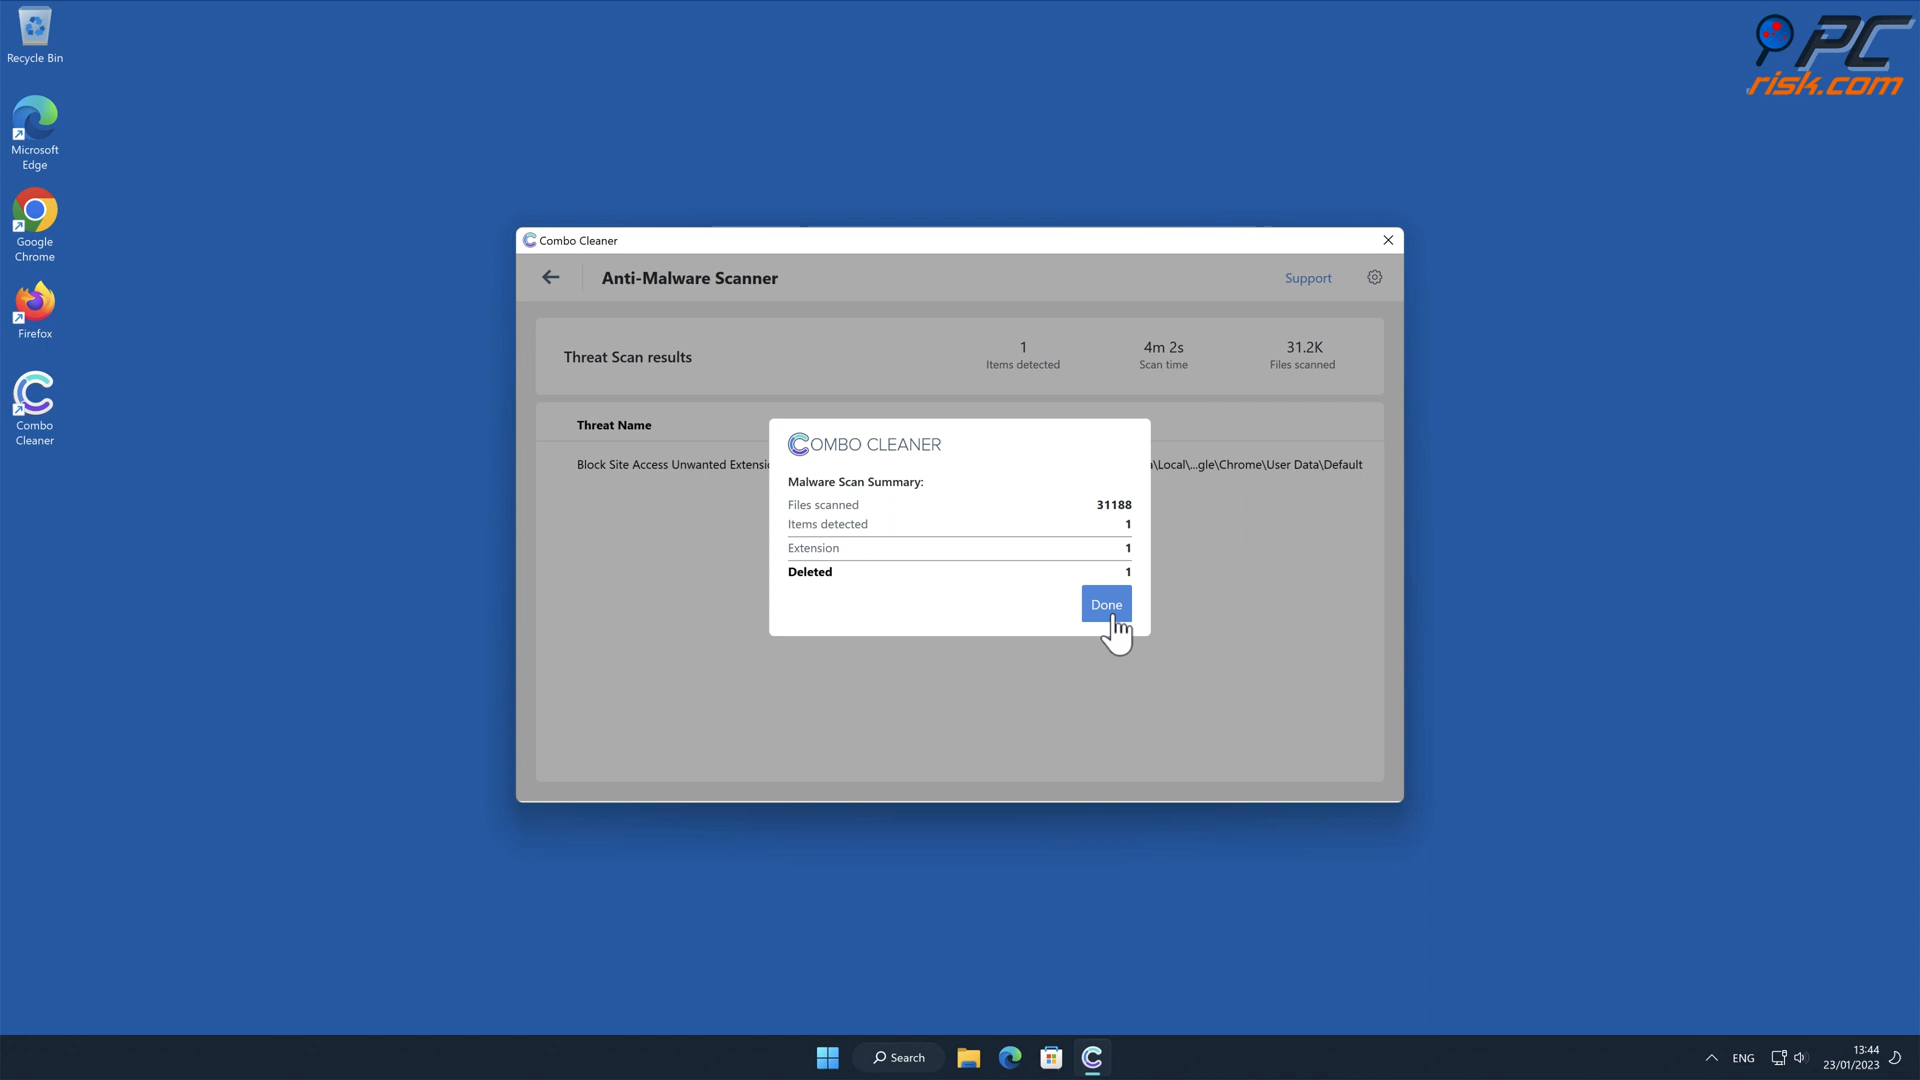 Recycle Bin
PC
risk.com
Microsoft
Edge
Google
Chrome
Firefox
Combo
Cleaner
Combo Cleaner
Anti-Malware Scanner
Support
Threat Scan results
1
Items detected
4m 2s
Scan time
31.2K
Files scanned
Threat Name
Block Site Access Unwanted
\Local\...gle\Chrome\User Data\Default
COMBO CLEANER
Malware Scan Summary:
Files scanned 31188
Items detected 1
Extension 1
Deleted 1
Done
Search
ENG
13:44
23/01/2023